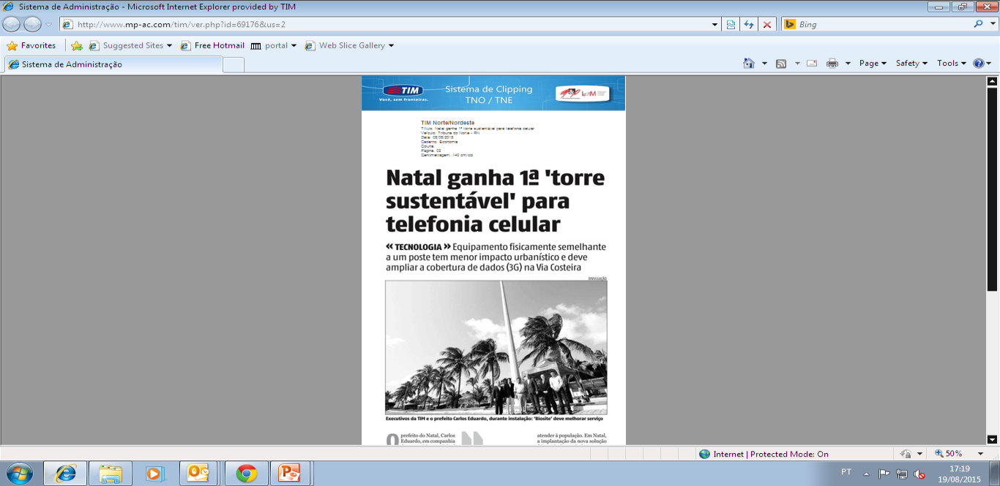 Sistema de Administração - Microsoft Internet Explorer provided by TIM
http://www.mp-ac.com/tim/ver.php?id=69176&us=2
Bing
Favorites
Suggested Sites
Free Hotmail
portal
Web Slice Gallery
Sistema de Administração
Page
Safety
Tools
TIM
Você, sem fronteiras.
Sistema de Clipping
TNO / TNE
TIM Norte/Nordeste
Título: Natal ganha 1ª torre sustentável para telefonia celular
Veículo: Tribuna do Norte - RN
Data: 05/08/2015
Caderno: Economia
Coluna:
Página: 03
Centimetragem: 140 cm/col
Natal ganha 1ª 'torre
sustentável' para
telefonia celular
« TECNOLOGIA » Equipamento fisicamente semelhante
a um poste tem menor impacto urbanístico e deve
ampliar a cobertura de dados (3G) na Via Costeira
DIVULGAÇÃO
Executivos da TIM e o prefeito Carlos Eduardo, durante instalação: 'Biosite' deve melhorar serviço
O prefeito do Natal, Carlos
Eduardo, em companhia
atender à população. Em Natal,
a implantação da nova solução
Internet | Protected Mode: On
50%
PT
17:19
19/08/2015